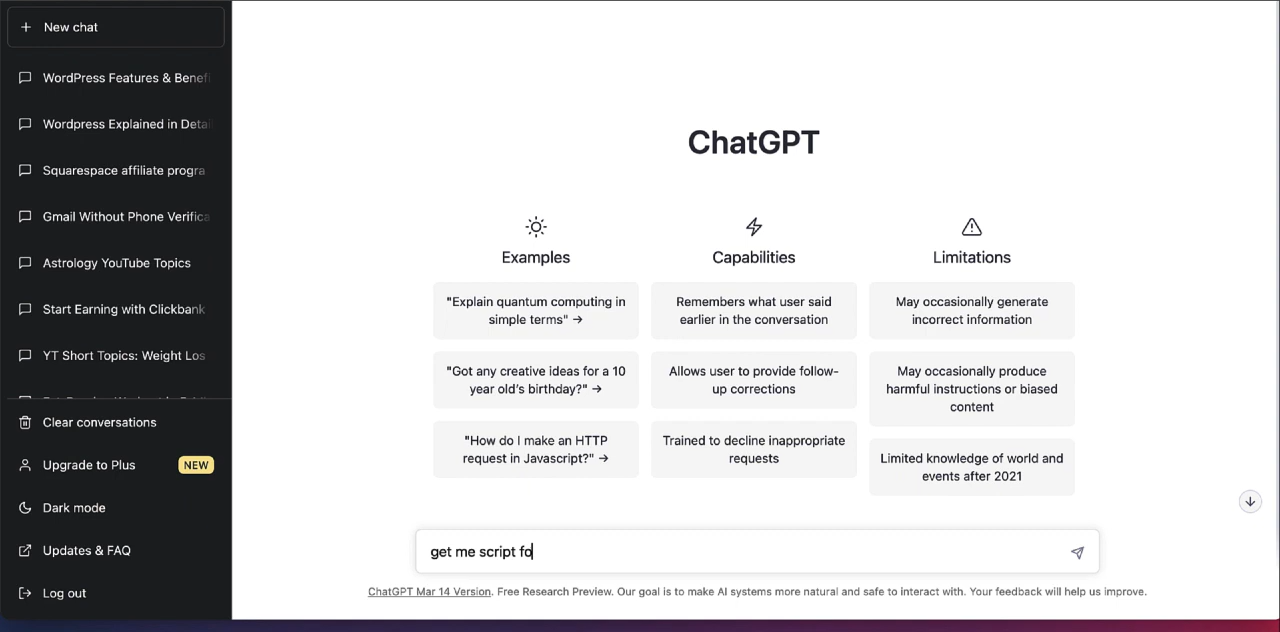 New chat
WordPress Features & Benefi
Wordpress Explained in Detai
Squarespace affiliate progra
Gmail Without Phone Verifica
Astrology YouTube Topics
Start Earning with Clickbank
YT Short Topics: Weight Los
Clear conversations
Upgrade to Plus NEW
Dark mode
Updates & FAQ
Log out
ChatGPT
Examples
"Explain quantum computing in
simple terms" →
"Got any creative ideas for a 10
year old's birthday?" →
"How do I make an HTTP
request in Javascript?" →
Capabilities
Remembers what user said
earlier in the conversation
Allows user to provide follow-
up corrections
Trained to decline inappropriate
requests
Limitations
May occasionally generate
incorrect information
May occasionally produce
harmful instructions or biased
content
Limited knowledge of world and
events after 2021
get me script fo
ChatGPT Mar 14 Version. Free Research Preview. Our goal is to make AI systems more natural and safe to interact with. Your feedback will help us improve.